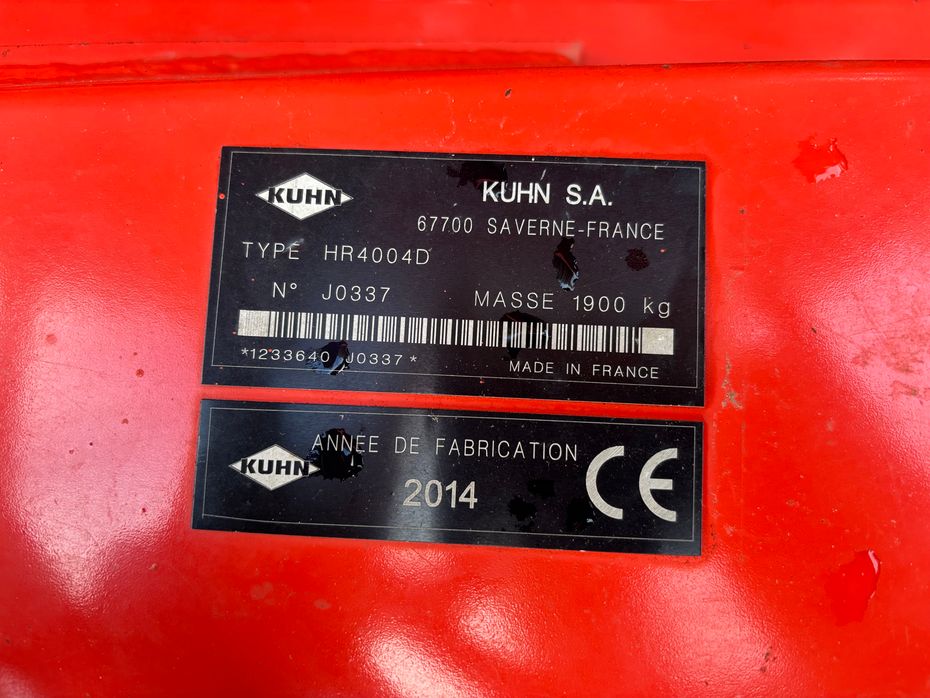 KUHN
KUHN S.A.
67700 SAVERNE-FRANCE
TYPE HR4004D
N° J0337 MASSE 1900 kg
*1233640 J0337*
MADE IN FRANCE
KUHN
ANNEE DE FABRICATION
2014
CE